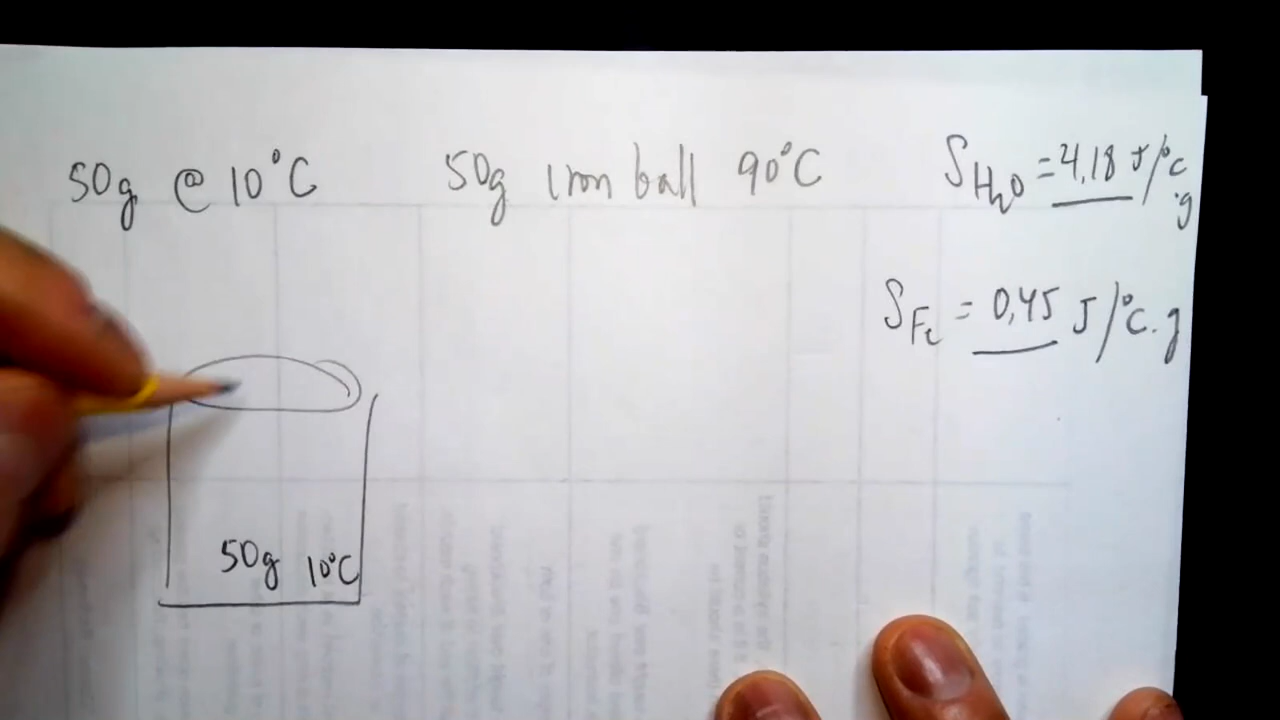 50g @ 10°C
50g iron ball 90°C
S H₂O = 4,18 J/°C·g
S Fe = 0,45 J/°C.g
50g 10°C